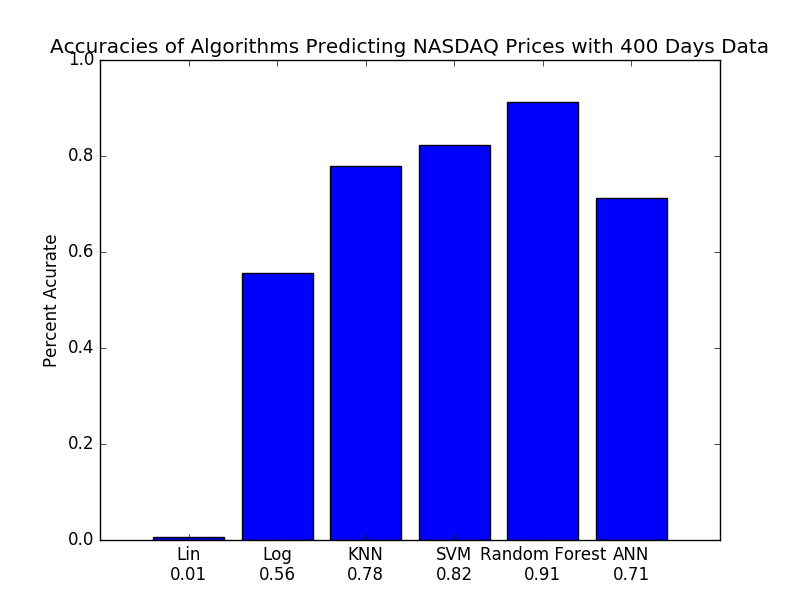 Accuracies of Algorithms Predicting NASDAQ Prices with 400 Days Data
1.0
0.8
0.6
0.4
0.2
0.0
Percent Acurate
Lin Log KNN SVM Random Forest ANN
0.01 0.56 0.78 0.82 0.91 0.71